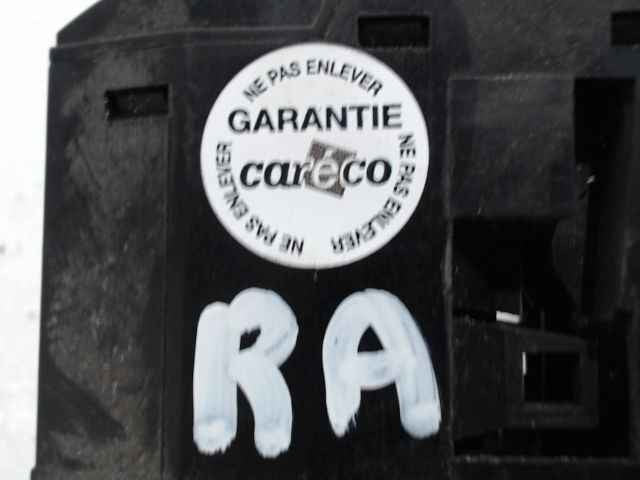 NE PAS ENLEVER
GARANTIE
caréco
NE PAS ENLEVER
NE PAS ENLEVER
RA